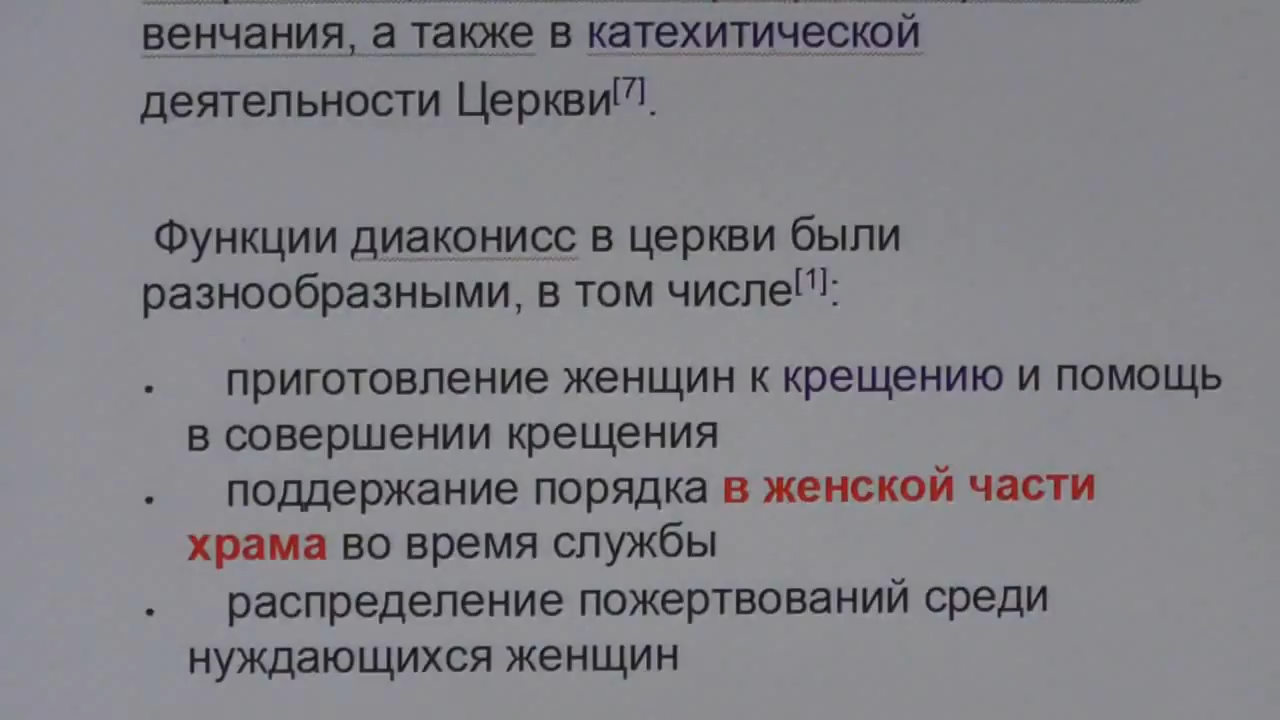 венчания, а также в катехитической
деятельности Церкви[7].
Функции диаконисс в церкви были
разнообразными, в том числе[1]:
• приготовление женщин к крещению и помощь
в совершении крещения
• поддержание порядка в женской части
храма во время службы
• распределение пожертвований среди
нуждающихся женщин